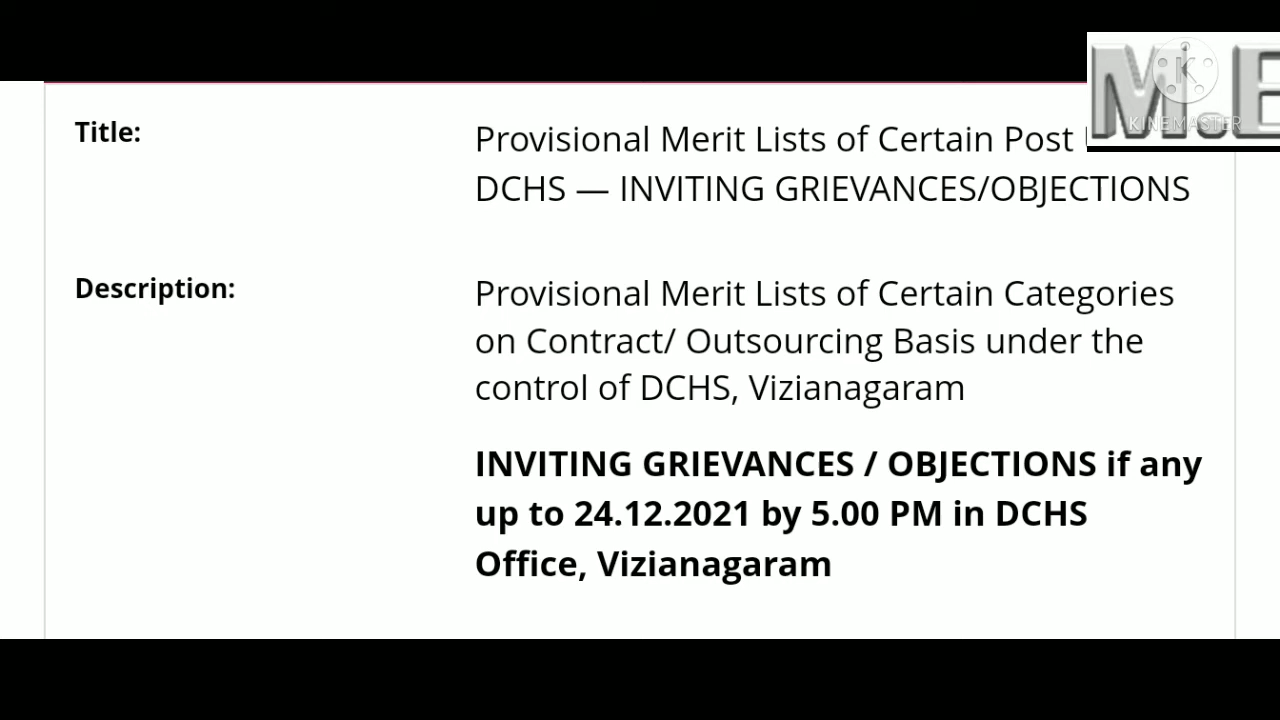 Title:
Provisional Merit Lists of Certain Post
DCHS — INVITING GRIEVANCES/OBJECTIONS
Description:
Provisional Merit Lists of Certain Categories
on Contract/ Outsourcing Basis under the
control of DCHS, Vizianagaram
INVITING GRIEVANCES / OBJECTIONS if any
up to 24.12.2021 by 5.00 PM in DCHS
Office, Vizianagaram
M.E
K
KINEMASTER